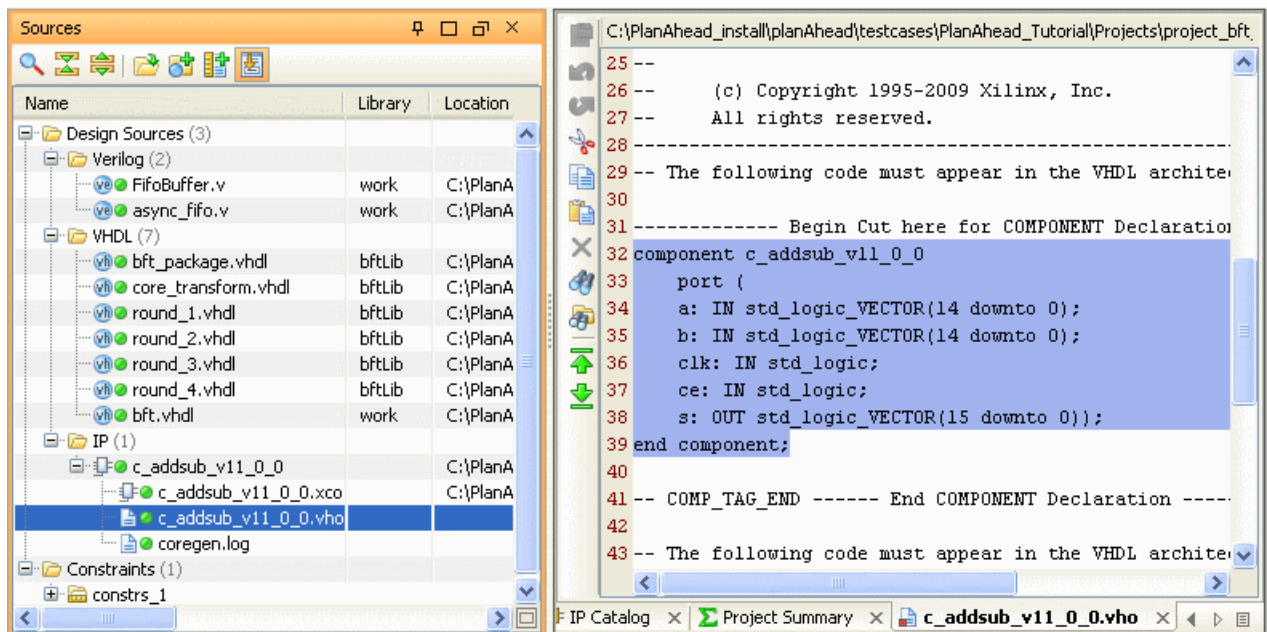 Sources
Name Library Location
Design Sources (3)
Verilog (2)
FifoBuffer.v work C:\PlanA
async_fifo.v work C:\PlanA
VHDL (7)
bft_package.vhdl bftLib C:\PlanA
core_transform.vhdl bftLib C:\PlanA
round_1.vhdl bftLib C:\PlanA
round_2.vhdl bftLib C:\PlanA
round_3.vhdl bftLib C:\PlanA
round_4.vhdl bftLib C:\PlanA
bft.vhdl work C:\PlanA
IP (1)
c_addsub_v11_0_0 C:\PlanA
c_addsub_v11_0_0.xco C:\PlanA
c_addsub_v11_0_0.vho
coregen.log
Constraints (1)
constrs_1
C:\PlanAhead_install\planAhead\testcases\PlanAhead_Tutorial\Projects\project_bft_
25 --
26 -- (c) Copyright 1995-2009 Xilinx, Inc.
27 -- All rights reserved.
28 ------------------------------------------------------
29 -- The following code must appear in the VHDL archite
30
31 ------------- Begin Cut here for COMPONENT Declaration
32 component c_addsub_v11_0_0
33 port (
34 a: IN std_logic_VECTOR(14 downto 0);
35 b: IN std_logic_VECTOR(14 downto 0);
36 clk: IN std_logic;
37 ce: IN std_logic;
38 s: OUT std_logic_VECTOR(15 downto 0));
39 end component;
40
41 -- COMP_TAG_END ------ End COMPONENT Declaration -----
42
43 -- The following code must appear in the VHDL archite
IP Catalog Project Summary c_addsub_v11_0_0.vho